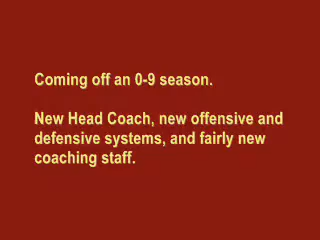 Coming off an 0-9 season.
New Head Coach, new offensive and
defensive systems, and fairly new
coaching staff.